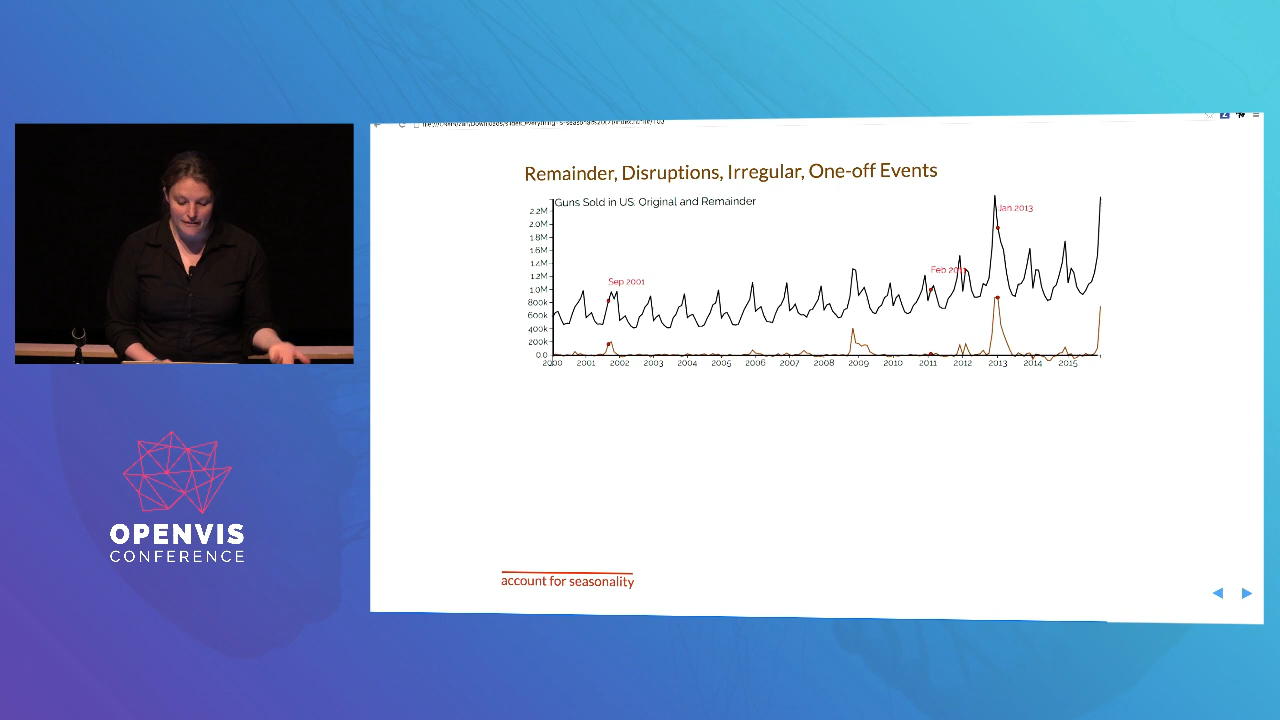 Remainder, Disruptions, Irregular, One-off Events
Guns Sold in US. Original and Remainder
2.2M
2.0M
1.8M
1.6M
1.4M
1.2M
1.0M
800k
600k
400k
200k
0.0
Sep 2001
Feb 2011
Jan 2013
2000 2001 2002 2003 2004 2005 2006 2007 2008 2009 2010 2011 2012 2013 2014 2015
account for seasonality
OPENVIS
CONFERENCE